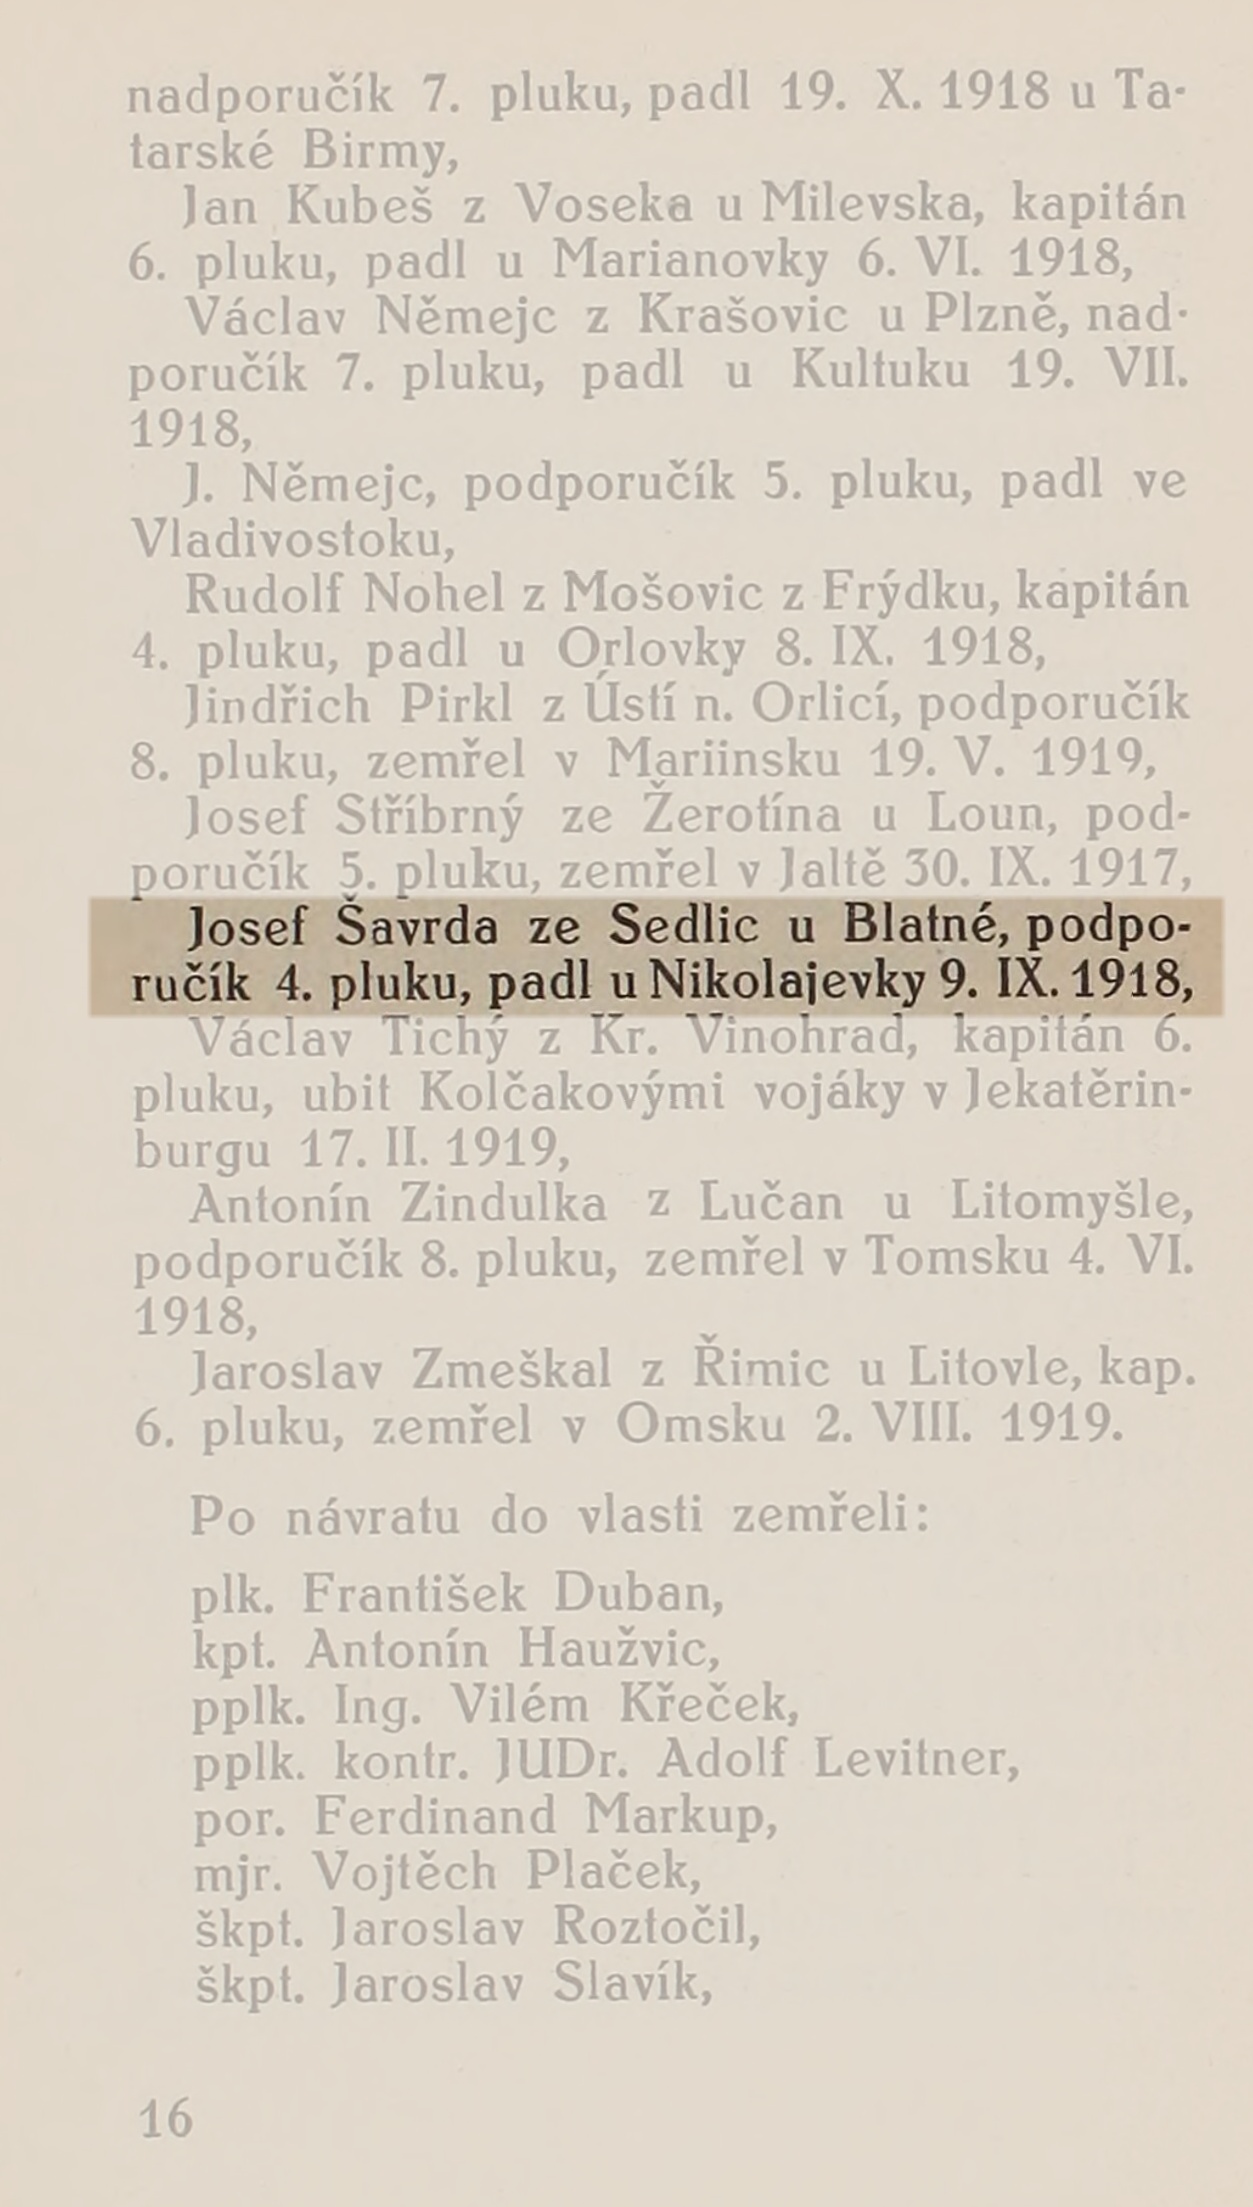 nadporučík 7. pluku, padl 19. X. 1918 u Ta-
tarské Birmy,
Jan Kubeš z Voseka u Milevska, kapitán
6. pluku, padl u Marianovky 6. VI. 1918,
Václav Němejc z Krašovic u Plzně, nad-
poručík 7. pluku, padl u Kultuku 19. VII.
1918,
J. Němejc, podporučík 5. pluku, padl ve
Vladivostoku,
Rudolf Nohel z Mošovic z Frýdku, kapitán
4. pluku, padl u Orlovky 8. IX. 1918,
Jindřich Pirkl z Ústí n. Orlicí, podporučík
8. pluku, zemřel v Mariinsku 19. V. 1919,
Josef Stříbrný ze Žerotína u Loun, pod-
poručík 5. pluku, zemřel v Jaltě 30. IX. 1917,
Josef Šavrda ze Sedlic u Blatné, podpo-
ručík 4. pluku, padl u Nikolajevky 9. IX. 1918,
Václav Tichý z Kr. Vinohrad, kapitán 6.
pluku, ubit Kolčakovými vojáky v Jekatěrin-
burgu 17. II. 1919,
Antonín Zindulka z Lučan u Litomyšle,
podporučík 8. pluku, zemřel v Tomsku 4. VI.
1918,
Jaroslav Zmeškal z Řimic u Litovle, kap.
6. pluku, zemřel v Omsku 2. VIII. 1919.
Po návratu do vlasti zemřeli:
plk. František Duban,
kpt. Antonín Haužvic,
pplk. Ing. Vilém Křeček,
pplk. kontr. JUDr. Adolf Levitner,
por. Ferdinand Markup,
mjr. Vojtěch Plaček,
škpt. Jaroslav Roztočil,
škpt. Jaroslav Slavík,
16